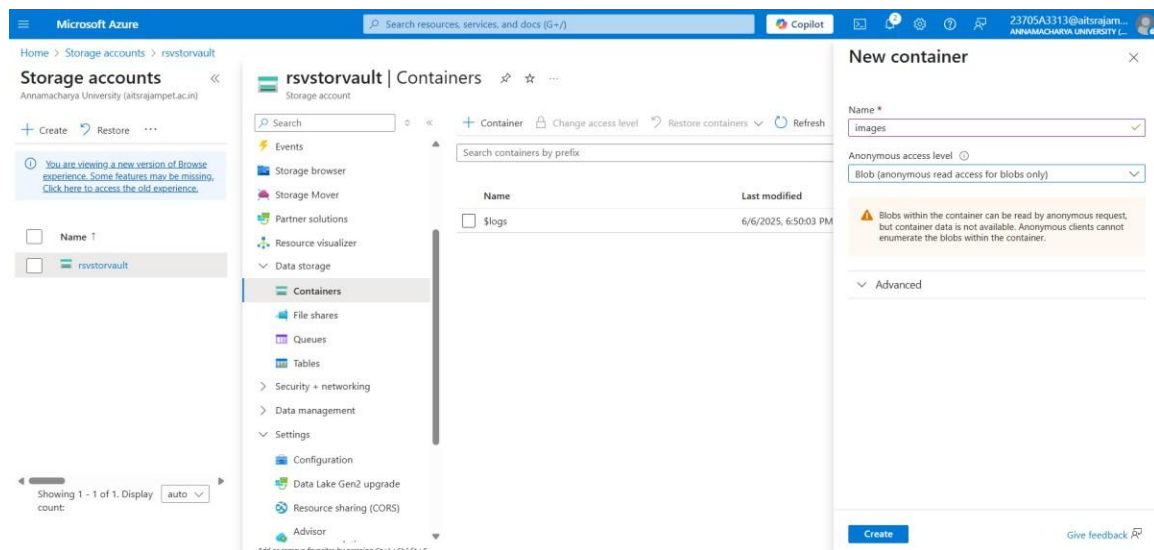 Microsoft Azure
Search resources, services, and docs (G+/)
Copilot
2
23705A3313@aitsrajam...
ANNAMACHARYA UNIVERSITY (...
Home > Storage accounts > rsvstorvault
Storage accounts
Annamacharya University (aitsrajampet.ac.in)
+ Create
Restore
...
You are viewing a new version of Browse
experience. Some features may be missing.
Click here to access the old experience.
Name ↑
rsvstorvault
Showing 1 - 1 of 1. Display
count:
auto
rsvstorvault | Containers
...
Storage account
Search
Events
Storage browser
Storage Mover
Partner solutions
Resource visualizer
Data storage
Containers
File shares
Queues
Tables
Security + networking
Data management
Settings
Configuration
Data Lake Gen2 upgrade
Resource sharing (CORS)
Advisor
+ Container
Change access level
Restore containers
Refresh
Search containers by prefix
Name
Last modified
$logs
6/6/2025, 6:50:03 PM
New container
Name *
images
Anonymous access level
Blob (anonymous read access for blobs only)
Blobs within the container can be read by anonymous request,
but container data is not available. Anonymous clients cannot
enumerate the blobs within the container.
Advanced
Create
Give feedback